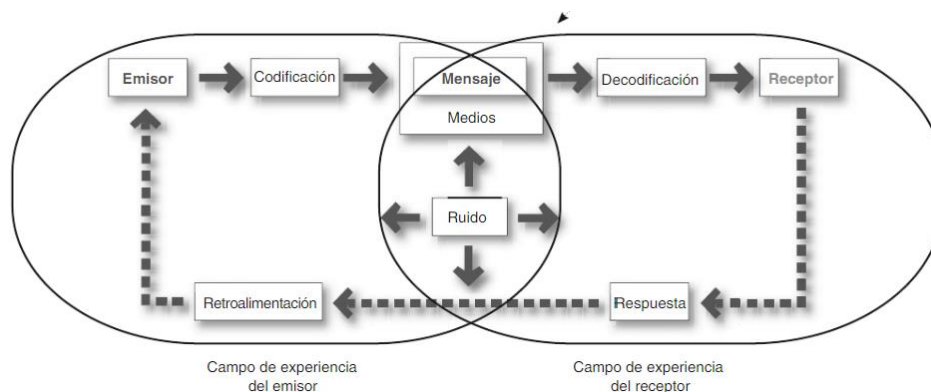 Emisor
Codificación
Mensaje
Medios
Decodificación
Receptor
Ruido
Retroalimentación
Respuesta
Campo de experiencia
del emisor
Campo de experiencia
del receptor